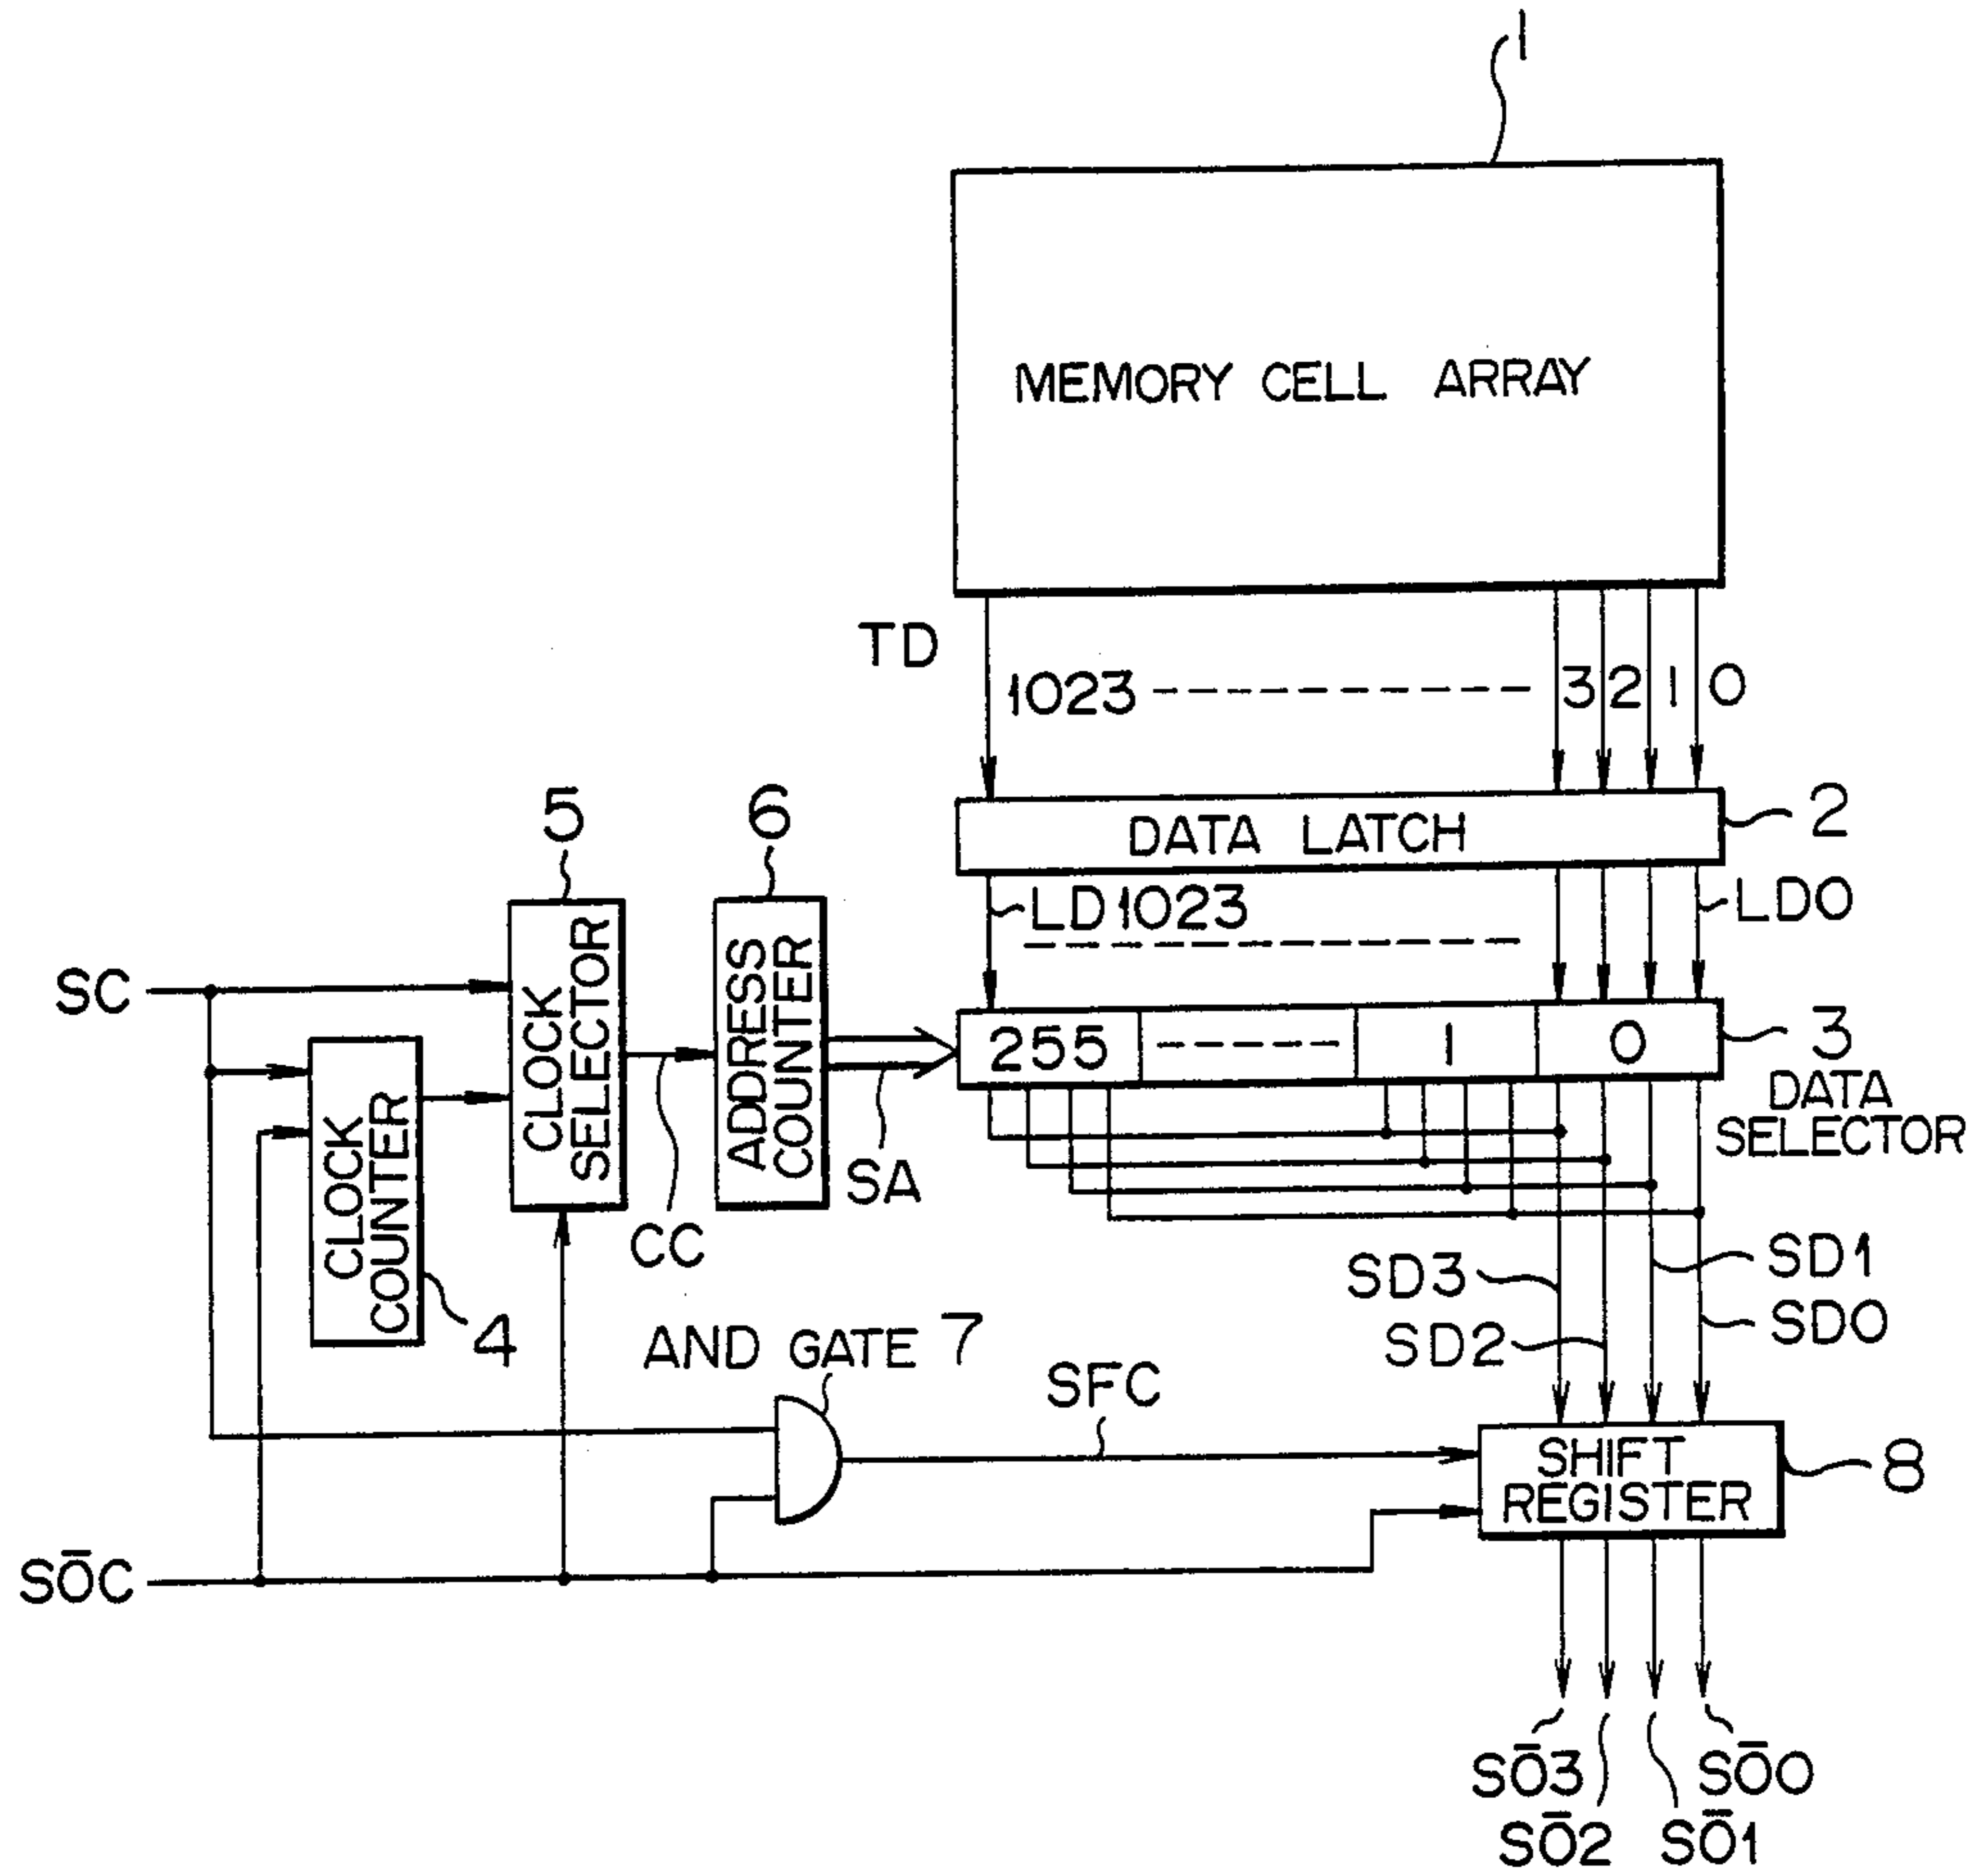 1
MEMORY CELL ARRAY
TD
1023 3 2 1 0
DATA LATCH
2
LD1023
LD0
5
6
SC
CLOCK SELECTOR
ADDRESS COUNTER
255 1 0
3
DATA SELECTOR
CLOCK COUNTER
4
CC
SA
SD3
SD1
SD2
SD0
AND GATE 7
SFC
SHIFT REGISTER
8
SŌC
SŌ3
SŌ0
SŌ2
SŌ1